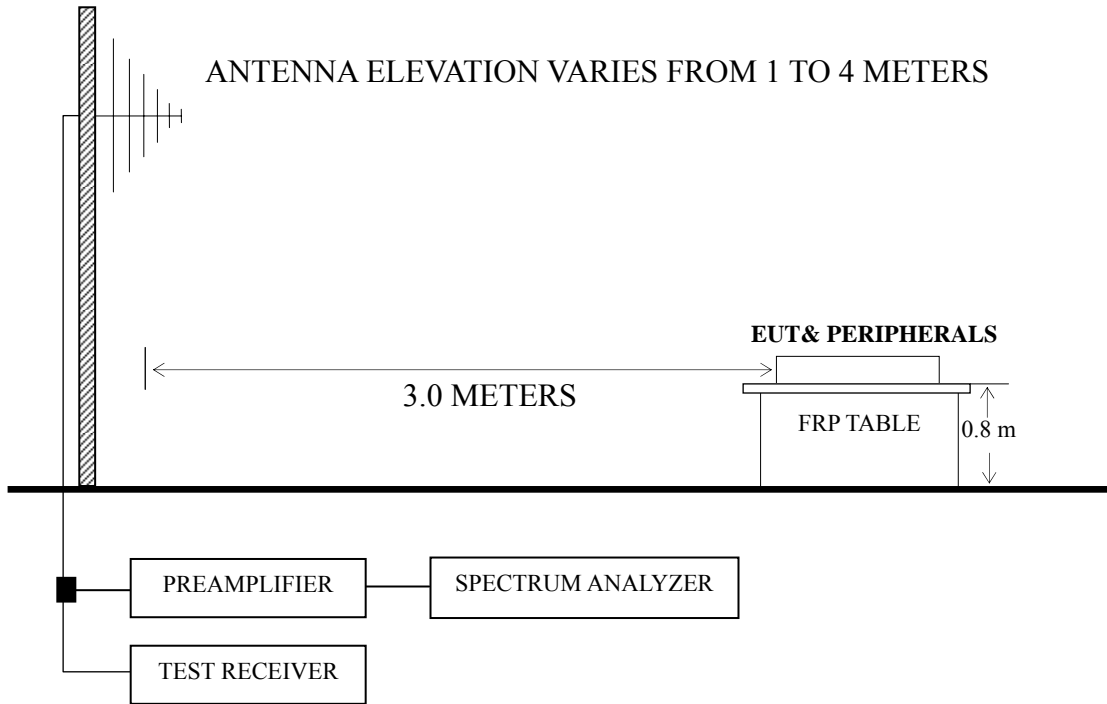 ANTENNA ELEVATION VARIES FROM 1 TO 4 METERS
EUT& PERIPHERALS
3.0 METERS
FRP TABLE
0.8 m
PREAMPLIFIER
SPECTRUM ANALYZER
TEST RECEIVER